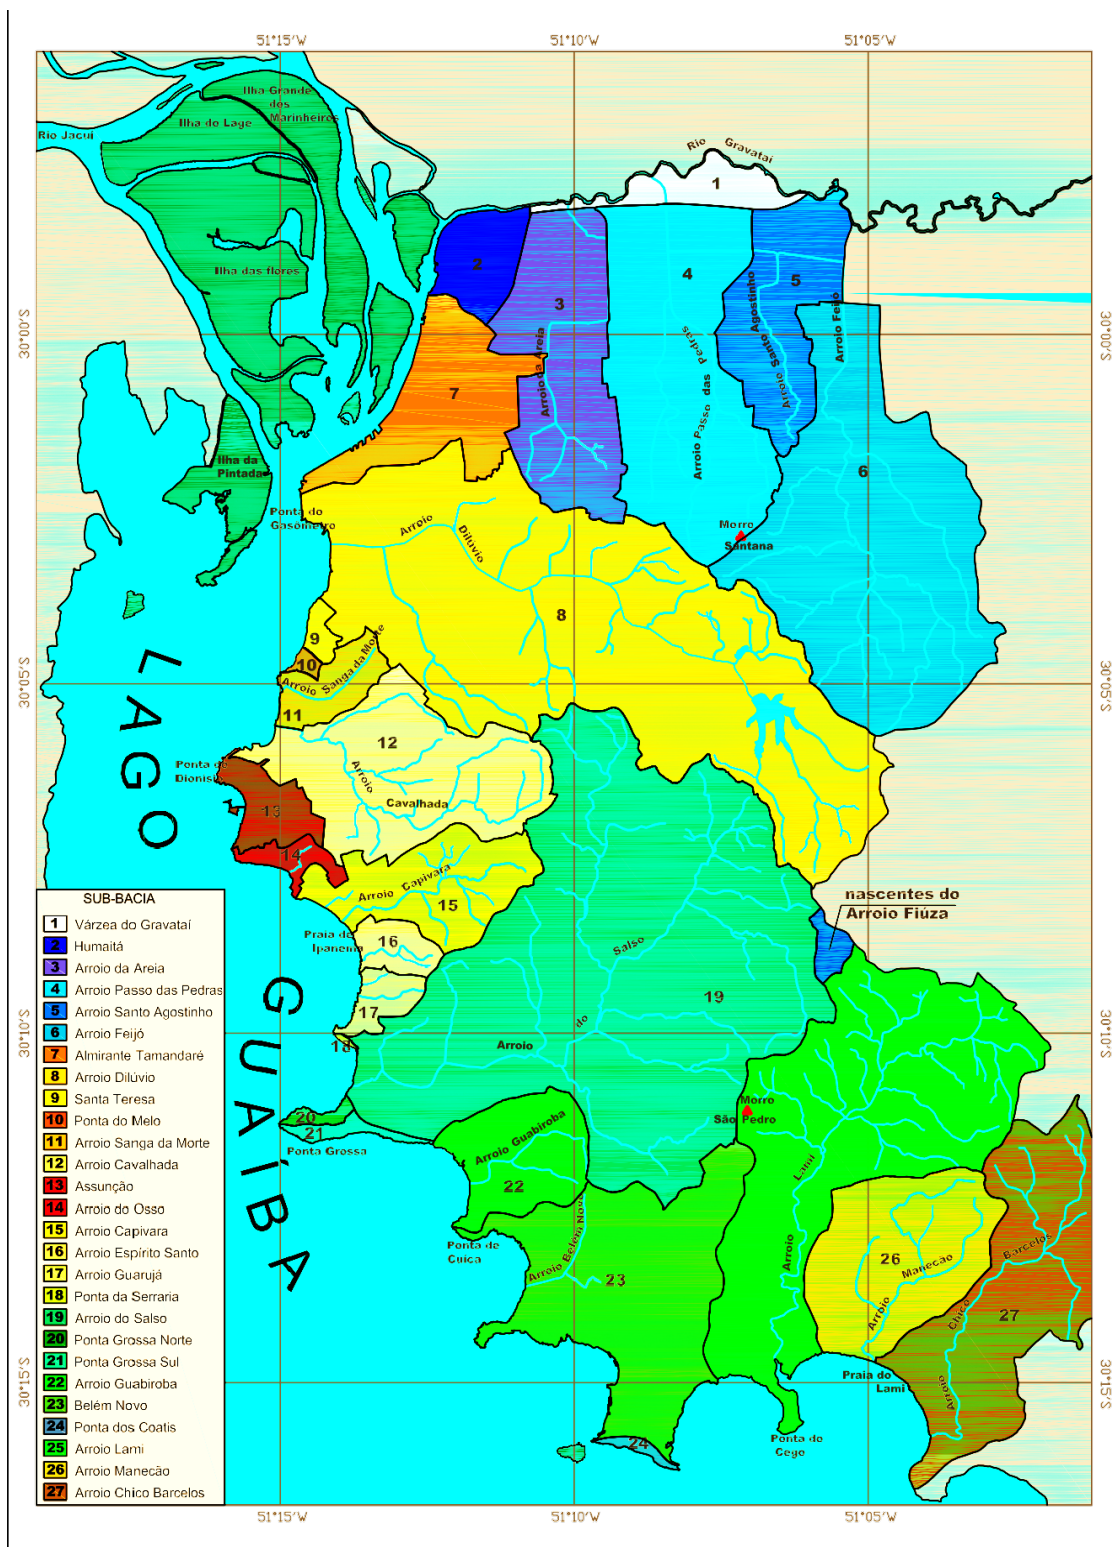 51°15'W
51°10'W
51°05'W
Ilha Grande
dos
Marinheiros
Ilha do Lage
Rio Jacuí
Rio Gravataí
1
2
3
4
5
Ilha das flores
Arroio da Areia
Arroio Passo das Pedras
Arroio Santo Agostinho
Arroio Feijó
30°00'S
30°00'S
7
6
Ilha da
Pintada
Ponta do
Gasômetro
Arroio Dilúvio
Morro
Santana
8
9
10
Arroio Sanga da Morte
11
30°05'S
30°05'S
LAGO GUAÍBA
12
Ponta do
Dionísio
Arroio
Cavalhada
13
14
Arroio Capivara
15
nascentes do
Arroio Fiúza
Praia de
Ipanema
16
17
18
Arroio do Salso
19
30°10'S
30°10'S
20
21
Ponta Grossa
Arroio Guabiroba
22
Morro
São Pedro
Ponta da
Cuíca
Arroio Belém Novo
23
Arroio Lami
26
Arroio Manecão
Arroio Chico Barcelos
27
30°15'S
30°15'S
Praia do
Lami
Ponta do
Cego
24
SUB-BACIA
1 Várzea do Gravataí
2 Humaitá
3 Arroio da Areia
4 Arroio Passo das Pedras
5 Arroio Santo Agostinho
6 Arroio Feijó
7 Almirante Tamandaré
8 Arroio Dilúvio
9 Santa Teresa
10 Ponta do Melo
11 Arroio Sanga da Morte
12 Arroio Cavalhada
13 Assunção
14 Arroio do Osso
15 Arroio Capivara
16 Arroio Espírito Santo
17 Arroio Guarujá
18 Ponta da Serraria
19 Arroio do Salso
20 Ponta Grossa Norte
21 Ponta Grossa Sul
22 Arroio Guabiroba
23 Belém Novo
24 Ponta dos Coatis
25 Arroio Lami
26 Arroio Manecão
27 Arroio Chico Barcelos
51°15'W
51°10'W
51°05'W